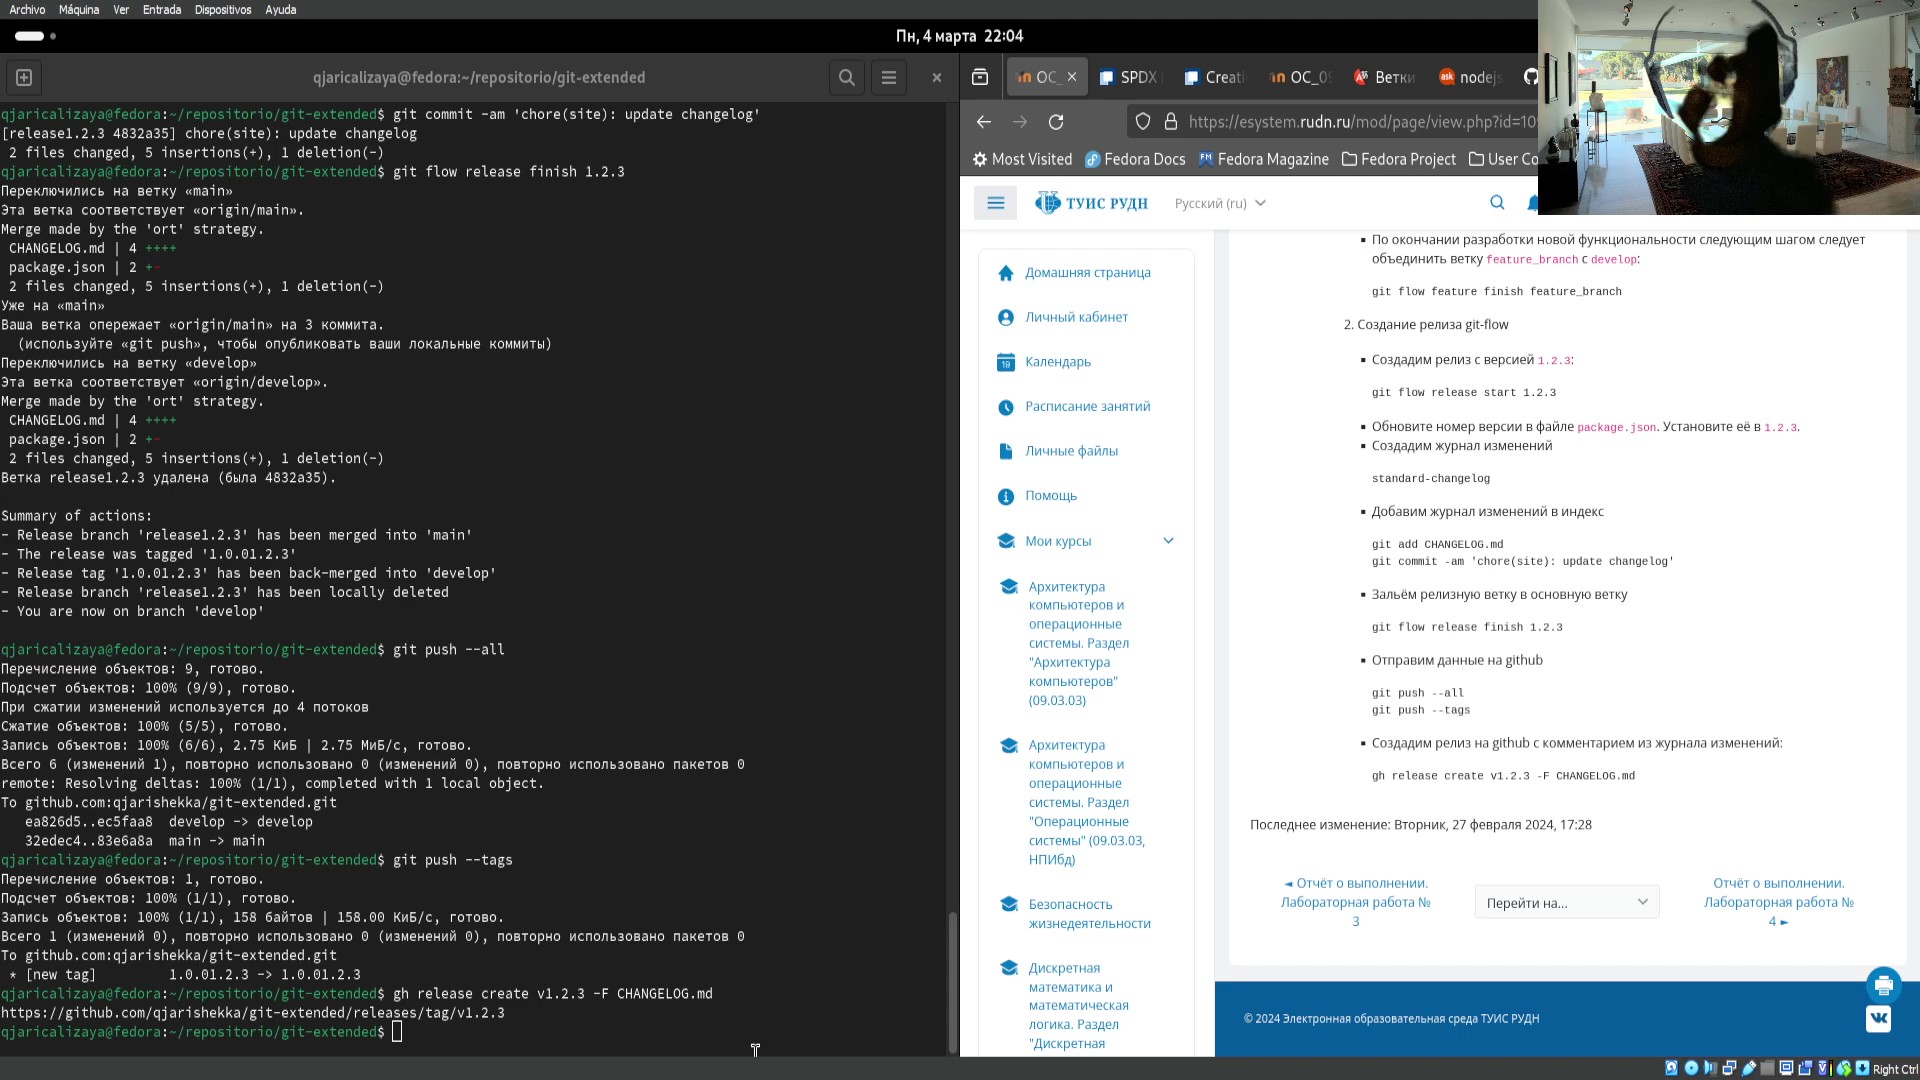 Archivo Máquina Ver Entrada Dispositivos Ayuda
Пн, 4 марта 22:04
qjaricalizaya@fedora:~/repositorio/git-extended
qjaricalizaya@fedora:~/repositorio/git-extended$ git commit -am 'chore(site): update changelog'
[release1.2.3 4832a35] chore(site): update changelog
2 files changed, 5 insertions(+), 1 deletion(-)
qjaricalizaya@fedora:~/repositorio/git-extended$ git flow release finish 1.2.3
Переключились на ветку «main»
Эта ветка соответствует «origin/main».
Merge made by the 'ort' strategy.
CHANGELOG.md | 4 ++++
package.json | 2 +-
2 files changed, 5 insertions(+), 1 deletion(-)
Уже на «main»
Ваша ветка опережает «origin/main» на 3 коммита.
(используйте «git push», чтобы опубликовать ваши локальные коммиты)
Переключились на ветку «develop»
Эта ветка соответствует «origin/develop».
Merge made by the 'ort' strategy.
CHANGELOG.md | 4 ++++
package.json | 2 +-
2 files changed, 5 insertions(+), 1 deletion(-)
Ветка release1.2.3 удалена (была 4832a35).
Summary of actions:
- Release branch 'release1.2.3' has been merged into 'main'
- The release was tagged '1.0.01.2.3'
- Release tag '1.0.01.2.3' has been back-merged into 'develop'
- Release branch 'release1.2.3' has been locally deleted
- You are now on branch 'develop'
qjaricalizaya@fedora:~/repositorio/git-extended$ git push --all
Перечисление объектов: 9, готово.
Подсчет объектов: 100% (9/9), готово.
При сжатии изменений используется до 4 потоков
Сжатие объектов: 100% (5/5), готово.
Запись объектов: 100% (6/6), 2.75 КиБ | 2.75 МиБ/с, готово.
Всего 6 (изменений 1), повторно использовано 0 (изменений 0), повторно использовано пакетов 0
remote: Resolving deltas: 100% (1/1), completed with 1 local object.
To github.com:qjarishekka/git-extended.git
ea826d5..ec5faa8 develop -> develop
32edec4..83e6a8a main -> main
qjaricalizaya@fedora:~/repositorio/git-extended$ git push --tags
Перечисление объектов: 1, готово.
Подсчет объектов: 100% (1/1), готово.
Запись объектов: 100% (1/1), 158 байтов | 158.00 КиБ/с, готово.
Всего 1 (изменений 0), повторно использовано 0 (изменений 0), повторно использовано пакетов 0
To github.com:qjarishekka/git-extended.git
* [new tag] 1.0.01.2.3 -> 1.0.01.2.3
qjaricalizaya@fedora:~/repositorio/git-extended$ gh release create v1.2.3 -F CHANGELOG.md
https://github.com/qjarishekka/git-extended/releases/tag/v1.2.3
qjaricalizaya@fedora:~/repositorio/git-extended$
OC_ SPDX Creati OC_09 Ветки nodejs
https://esystem.rudn.ru/mod/page/view.php?id=10
Most Visited Fedora Docs Fedora Magazine Fedora Project User Co
ТУИС РУДН Русский (ru)
Домашняя страница
Личный кабинет
19 Календарь
Расписание занятий
Личные файлы
Помощь
Мои курсы
Архитектура
компьютеров и
операционные
системы. Раздел
"Архитектура
компьютеров"
(09.03.03)
Архитектура
компьютеров и
операционные
системы. Раздел
"Операционные
системы" (09.03.03,
НПИбд)
Безопасность
жизнедеятельности
Дискретная
математика и
математическая
логика. Раздел
"Дискретная
По окончании разработки новой функциональности следующим шагом следует
объединить ветку feature_branch с develop:
git flow feature finish feature_branch
2. Создание релиза git-flow
Создадим релиз с версией 1.2.3:
git flow release start 1.2.3
Обновите номер версии в файле package.json. Установите её в 1.2.3.
Создадим журнал изменений
standard-changelog
Добавим журнал изменений в индекс
git add CHANGELOG.md
git commit -am 'chore(site): update changelog'
Зальём релизную ветку в основную ветку
git flow release finish 1.2.3
Отправим данные на github
git push --all
git push --tags
Создадим релиз на github с комментарием из журнала изменений:
gh release create v1.2.3 -F CHANGELOG.md
Последнее изменение: Вторник, 27 февраля 2024, 17:28
◄ Отчёт о выполнении.
Лабораторная работа №
3
Перейти на...
Отчёт о выполнении.
Лабораторная работа №
4 ►
© 2024 Электронная образовательная среда ТУИС РУДН
Right Ctrl